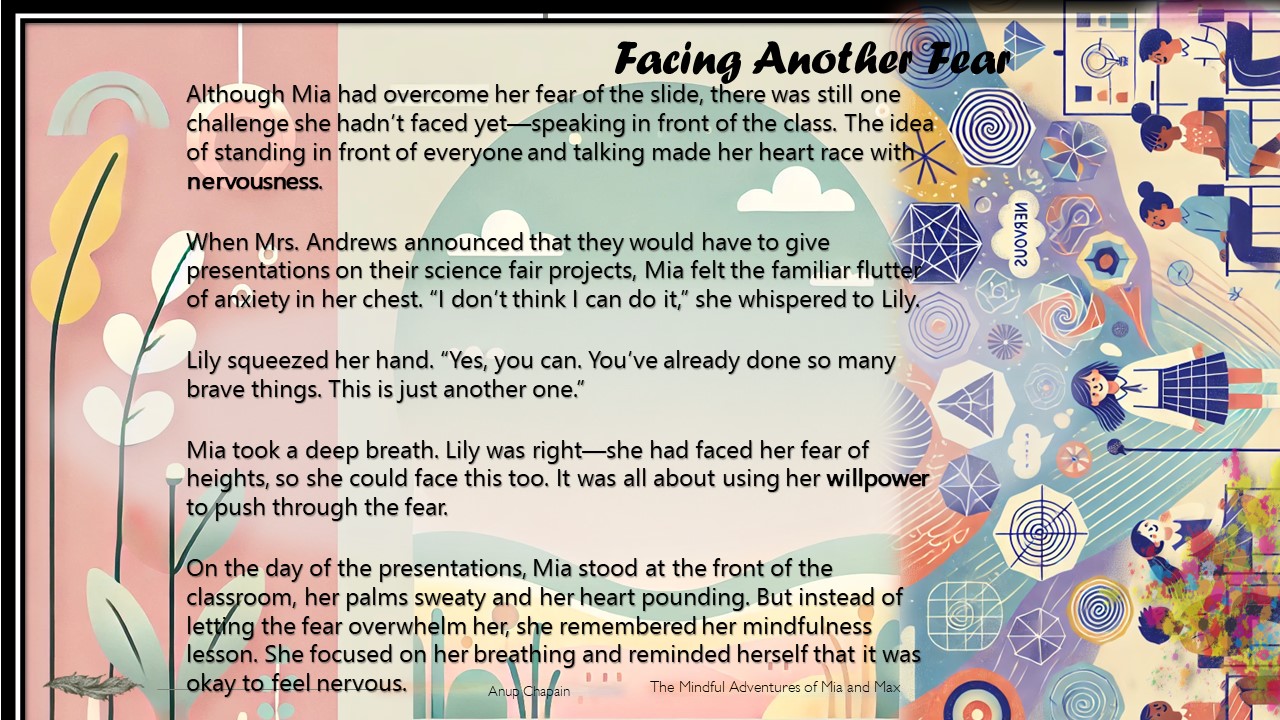 Facing Another Fear
Although Mia had overcome her fear of the slide, there was still one
challenge she hadn’t faced yet—speaking in front of the class. The idea
of standing in front of everyone and talking made her heart race with
nervousness.
When Mrs. Andrews announced that they would have to give
presentations on their science fair projects, Mia felt the familiar flutter
of anxiety in her chest. “I don’t think I can do it,” she whispered to Lily.
Lily squeezed her hand. “Yes, you can. You’ve already done so many
brave things. This is just another one.”
Mia took a deep breath. Lily was right—she had faced her fear of
heights, so she could face this too. It was all about using her willpower
to push through the fear.
On the day of the presentations, Mia stood at the front of the
classroom, her palms sweaty and her heart pounding. But instead of
letting the fear overwhelm her, she remembered her mindfulness
lesson. She focused on her breathing and reminded herself that it was
okay to feel nervous.
Anup Chapain
The Mindful Adventures of Mia and Max